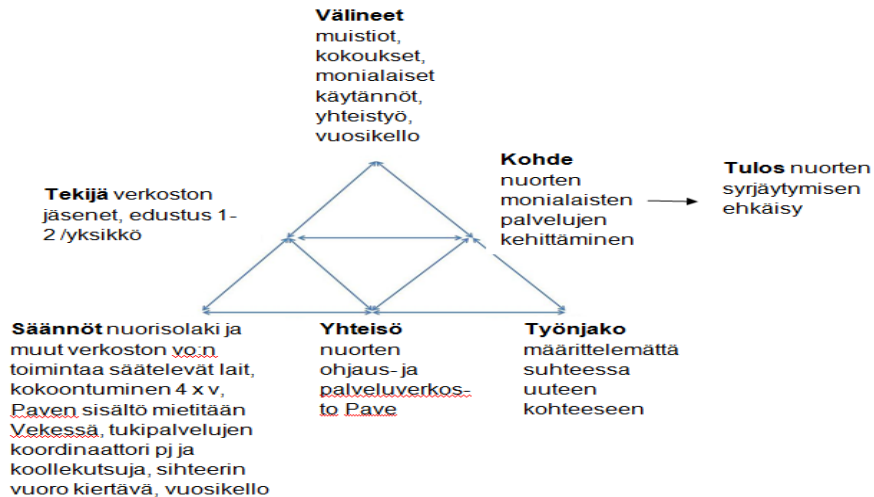 Välineet
muistiot,
kokoukset,
monialaiset
käytännöt,
yhteistyö,
vuosikello
Tekijä verkoston
jäsenet, edustus 1-
2 /yksikkö
Kohde
nuorten
monialaisten
palvelujen
kehittäminen
Tulos nuorten
syrjäytymisen
ehkäisy
Säännöt nuorisolaki ja
muut verkoston vo:n
toimintaa säätelevät lait,
kokoontuminen 4 x v,
Paven sisältö mietitään
Vekessä, tukipalvelujen
koordinaattori pj ja
koollekutsuja, sihteerin
vuoro kiertävä, vuosikello
Yhteisö
nuorten
ohjaus- ja
palveluverkos-
to Pave
Työnjako
määrittelemättä
suhteessa
uuteen
kohteeseen